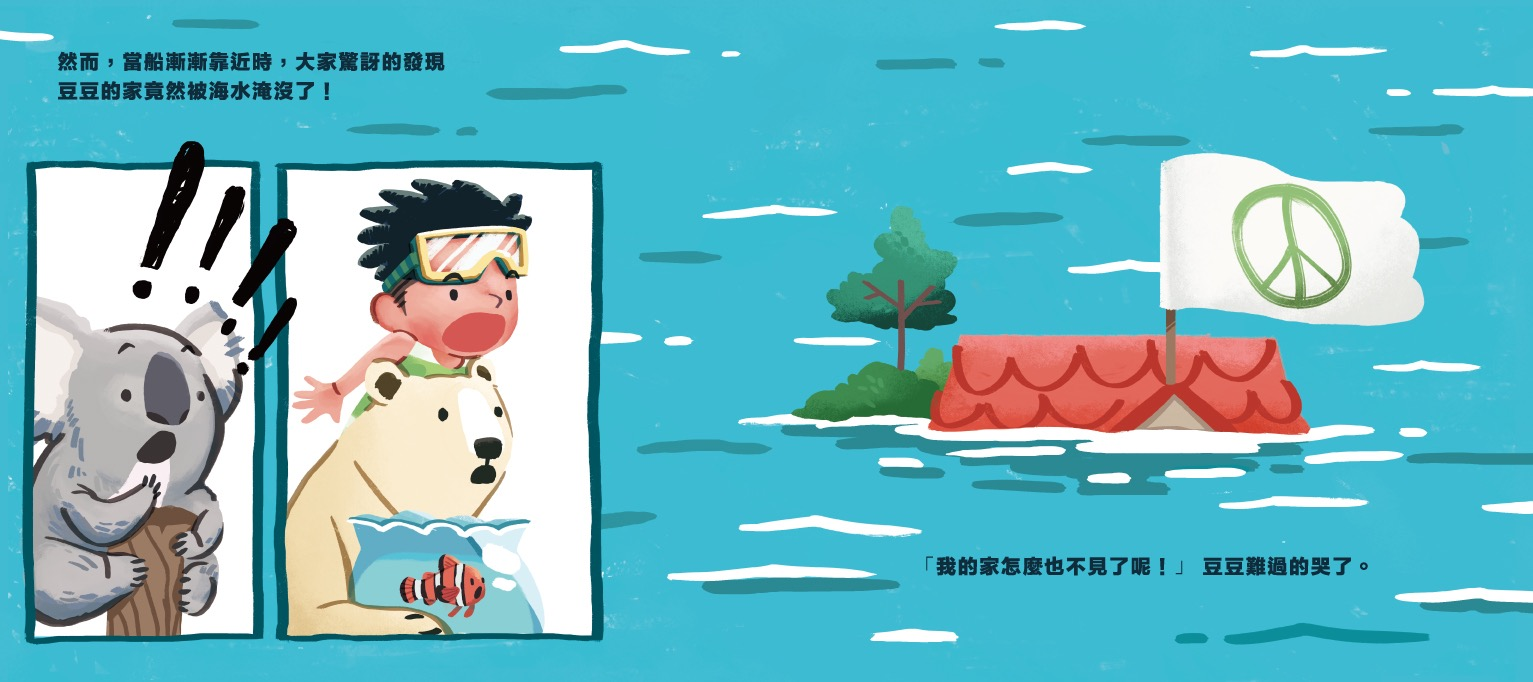 然而，當船漸漸靠近時，大家驚訝的發現
豆豆的家竟然被海水淹沒了！
「我的家怎麼也不見了呢！」 豆豆難過的哭了。